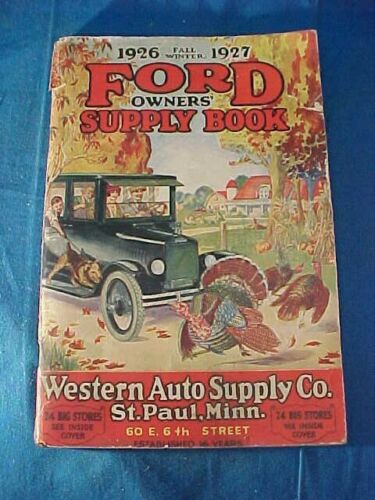 1926 FALL WINTER 1927
FORD
OWNERS'
SUPPLY BOOK
Western Auto Supply Co.
St. Paul, Minn.
24 BIG STORES
SEE INSIDE
COVER
60 E. 6th STREET
ESTABLISHED 16 YEARS
24 BIG STORES
SEE INSIDE
COVER